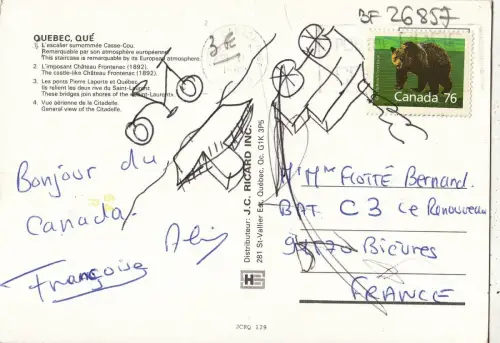 QUEBEC, QUÉ
1. L'escalier surnommé Casse-Cou.
Remarquable par son atmosphère européenne.
This staircase is remarquable by its European atmosphere.
2. L'imposant Château Frontenac (1892).
The castle-like Château Frontenac (1892).
3. Les ponts Pierre Laporte et Québec.
Ils relient les deux rives du Saint-Laurent.
These bridges join shores of the Saint-Laurent.
4. Vue aérienne de la Citadelle.
General view of the Citadelle.
3€
BF 26857
Canada 76
Bonjour du
Canada.
Françoise
Distributeur: J.C. RICARD INC.
281 St-Vallier Est, Québec, Qc. G1K 3P5
Mme FLOTTÉ Bernard.
BAT C3 Le Renouveau
Bièvres
FRANCE
JCRQ 129